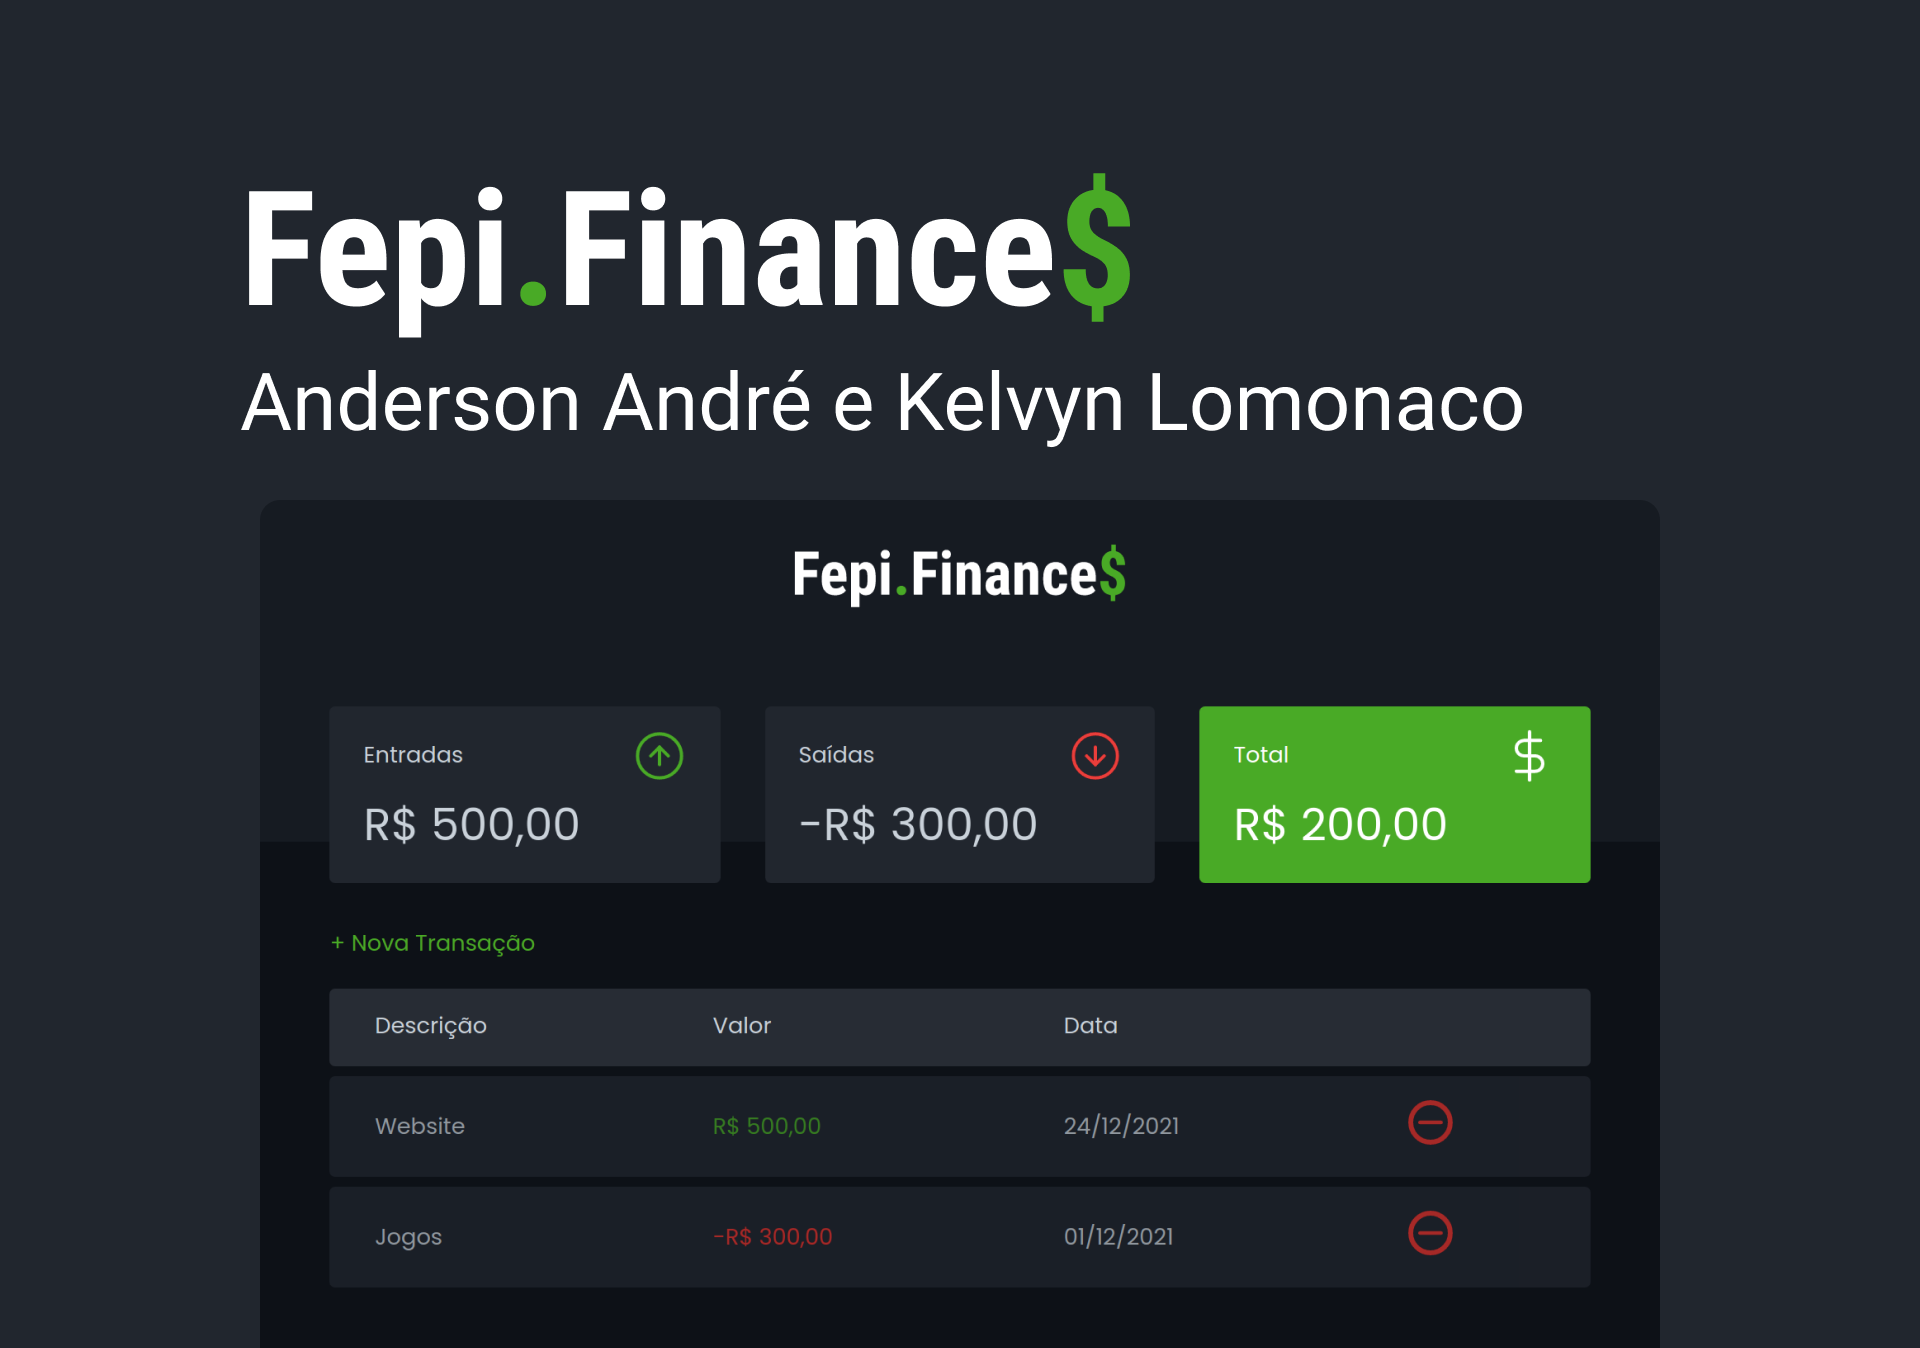 Fepi.Finance$
Anderson André e Kelvyn Lomonaco
Fepi.Finance$
Entradas
R$ 500,00
Saídas
-R$ 300,00
Total
$
R$ 200,00
+ Nova Transação
Descrição Valor Data
Website R$ 500,00 24/12/2021
Jogos -R$ 300,00 01/12/2021